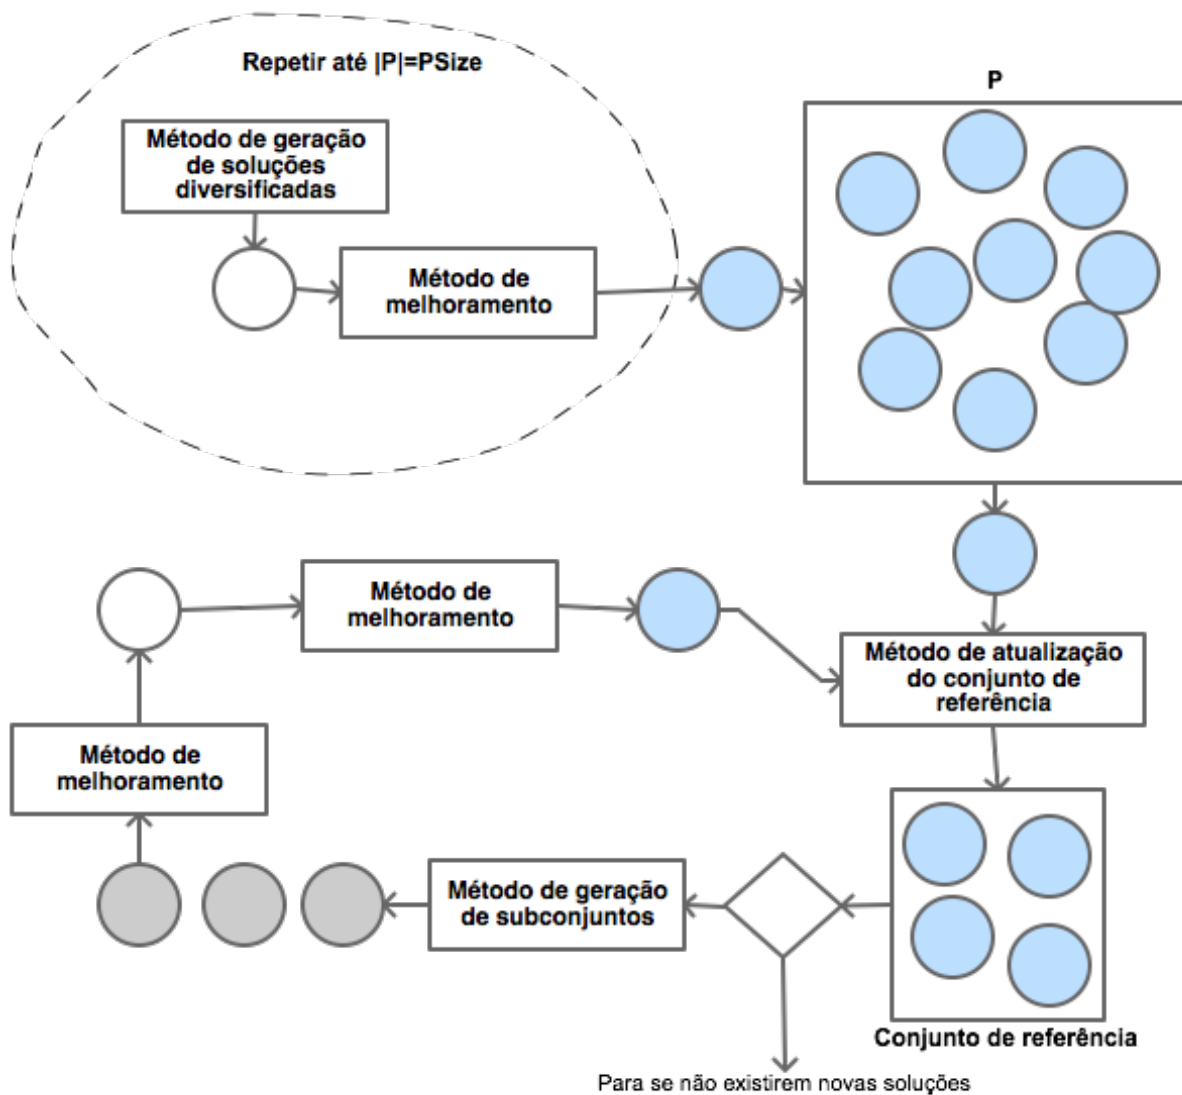 Repetir até |P|=PSize
P
Método de geração
de soluções
diversificadas
Método de
melhoramento
Método de
melhoramento
Método de atualização
do conjunto de
referência
Método de
melhoramento
Método de geração
de subconjuntos
Conjunto de referência
Para se não existirem novas soluções